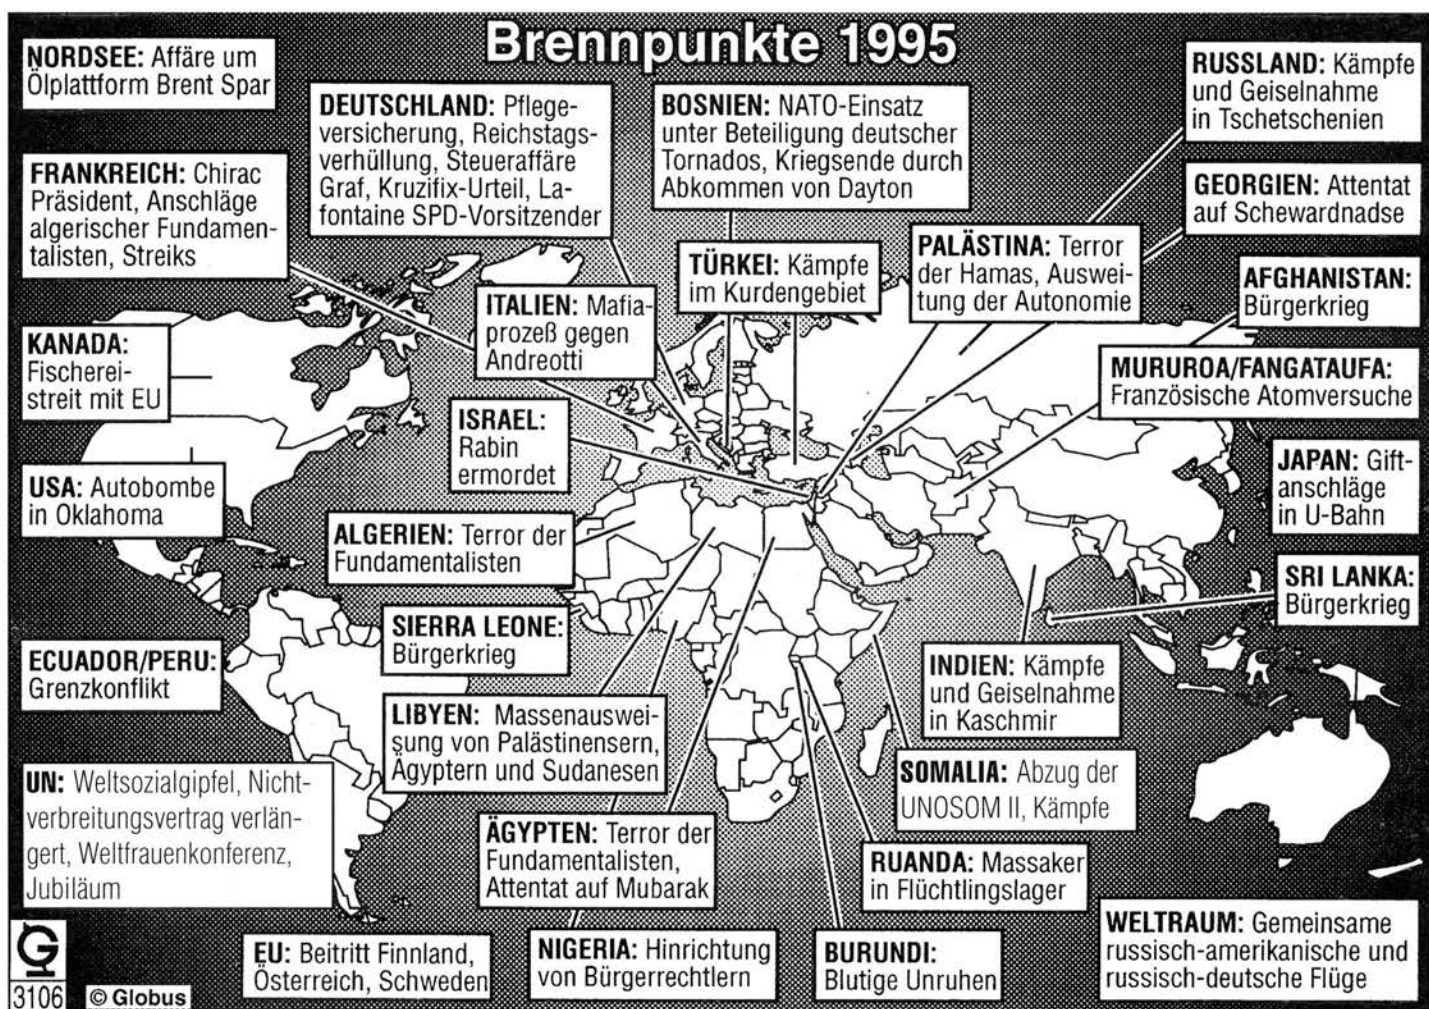 Brennpunkte 1995
NORDSEE: Affäre um
Ölplattform Brent Spar
DEUTSCHLAND: Pflege-
versicherung, Reichstags-
verhüllung, Steueraffäre
Graf, Kruzifix-Urteil, La-
fontaine SPD-Vorsitzender
BOSNIEN: NATO-Einsatz
unter Beteiligung deutscher
Tornados, Kriegsende durch
Abkommen von Dayton
RUSSLAND: Kämpfe
und Geiselnahme
in Tschetschenien
FRANKREICH: Chirac
Präsident, Anschläge
algerischer Fundamen-
talisten, Streiks
GEORGIEN: Attentat
auf Schewardnadse
TÜRKEI: Kämpfe
im Kurdengebiet
PALÄSTINA: Terror
der Hamas, Auswei-
tung der Autonomie
AFGHANISTAN:
Bürgerkrieg
ITALIEN: Mafia-
prozeß gegen
Andreotti
KANADA:
Fischerei-
streit mit EU
MURUROA/FANGATAUFA:
Französische Atomversuche
ISRAEL:
Rabin
ermordet
JAPAN: Gift-
anschläge
in U-Bahn
USA: Autobombe
in Oklahoma
ALGERIEN: Terror der
Fundamentalisten
SRI LANKA:
Bürgerkrieg
SIERRA LEONE:
Bürgerkrieg
ECUADOR/PERU:
Grenzkonflikt
INDIEN: Kämpfe
und Geiselnahme
in Kaschmir
LIBYEN: Massenauswei-
sung von Palästinensern,
Ägyptern und Sudanesen
SOMALIA: Abzug der
UNOSOM II, Kämpfe
UN: Weltsozialgipfel, Nicht-
verbreitungsvertrag verlän-
gert, Weltfrauenkonferenz,
Jubiläum
ÄGYPTEN: Terror der
Fundamentalisten,
Attentat auf Mubarak
RUANDA: Massaker
in Flüchtlingslager
EU: Beitritt Finnland,
Österreich, Schweden
NIGERIA: Hinrichtung
von Bürgerrechtlern
BURUNDI:
Blutige Unruhen
WELTRAUM: Gemeinsame
russisch-amerikanische und
russisch-deutsche Flüge
G
3106
© Globus